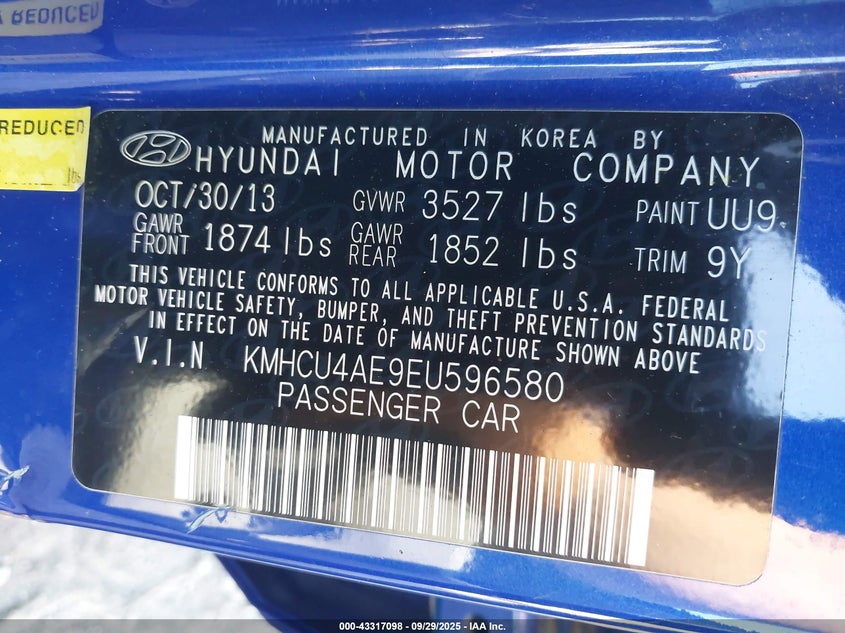 REDUCED
lbs
MANUFACTURED IN KOREA BY
HYUNDAI MOTOR COMPANY
OCT/30/13 GVWR 3527 lbs PAINT UU9
GAWR FRONT 1874 lbs GAWR REAR 1852 lbs TRIM 9Y
THIS VEHICLE CONFORMS TO ALL APPLICABLE U.S.A. FEDERAL
MOTOR VEHICLE SAFETY, BUMPER, AND THEFT PREVENTION STANDARDS
IN EFFECT ON THE DATE OF MANUFACTURE SHOWN ABOVE
V.I.N KMHCU4AE9EU596580
PASSENGER CAR
000-43317098 - 09/29/2025 - IAA Inc.